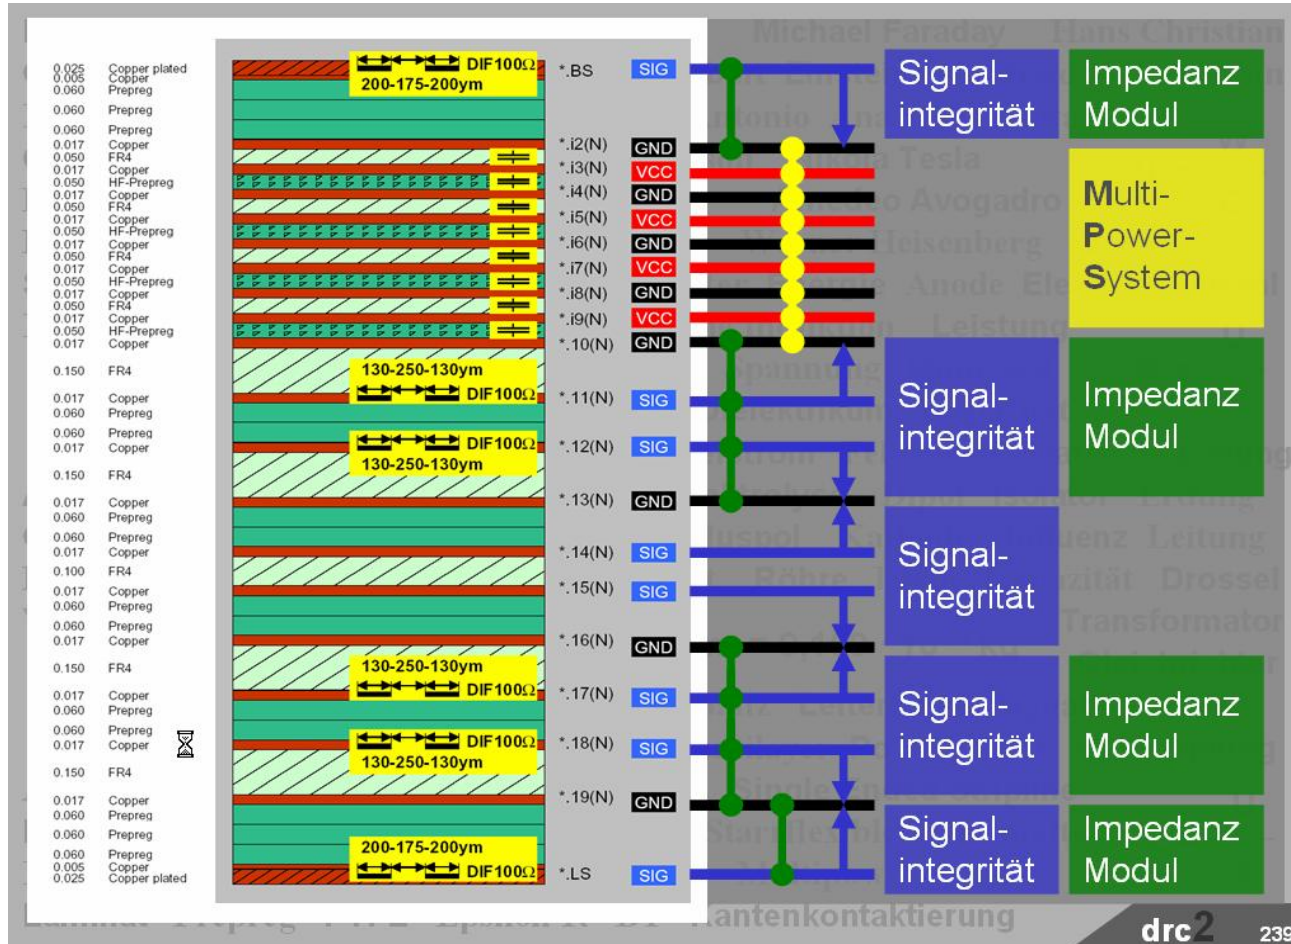 Michael Faraday Hans Christian
0.025 Copper plated
0.005 Copper
0.060 Prepreg
0.060 Prepreg
0.060 Prepreg
0.017 Copper
0.050 FR4
0.017 Copper
0.050 HF-Prepreg
0.017 Copper
0.050 FR4
0.017 Copper
0.050 HF-Prepreg
0.017 Copper
0.050 FR4
0.017 Copper
0.050 HF-Prepreg
0.017 Copper
0.050 FR4
0.017 Copper
0.050 HF-Prepreg
0.017 Copper
0.150 FR4
0.017 Copper
0.060 Prepreg
0.060 Prepreg
0.017 Copper
0.150 FR4
0.017 Copper
0.060 Prepreg
0.060 Prepreg
0.017 Copper
0.100 FR4
0.017 Copper
0.060 Prepreg
0.060 Prepreg
0.017 Copper
0.150 FR4
0.017 Copper
0.060 Prepreg
0.060 Prepreg
0.017 Copper
0.150 FR4
0.017 Copper
0.060 Prepreg
0.060 Prepreg
0.060 Prepreg
0.005 Copper
0.025 Copper plated
DIF100Ω
200-175-200ym
130-250-130ym
DIF100Ω
DIF100Ω
130-250-130ym
130-250-130ym
DIF100Ω
DIF100Ω
130-250-130ym
200-175-200ym
DIF100Ω
*.BS SIG
*.i2(N) GND
*.i3(N) VCC
*.i4(N) GND
*.i5(N) VCC
*.i6(N) GND
*.i7(N) VCC
*.i8(N) GND
*.i9(N) VCC
*.10(N) GND
*.11(N) SIG
*.12(N) SIG
*.13(N) GND
*.14(N) SIG
*.15(N) SIG
*.16(N) GND
*.17(N) SIG
*.18(N) SIG
*.19(N) GND
*.LS SIG
Signal-
integrität
Impedanz
Modul
Multi-
Power-
System
Signal-
integrität
Impedanz
Modul
Signal-
integrität
Signal-
integrität
Impedanz
Modul
Signal-
integrität
Impedanz
Modul
Tesla
Avogadro
Heisenberg
Anode
Leistung
Leitung
Röhre
Drossel
Transformator
Kantenkontaktierung
drc2 239